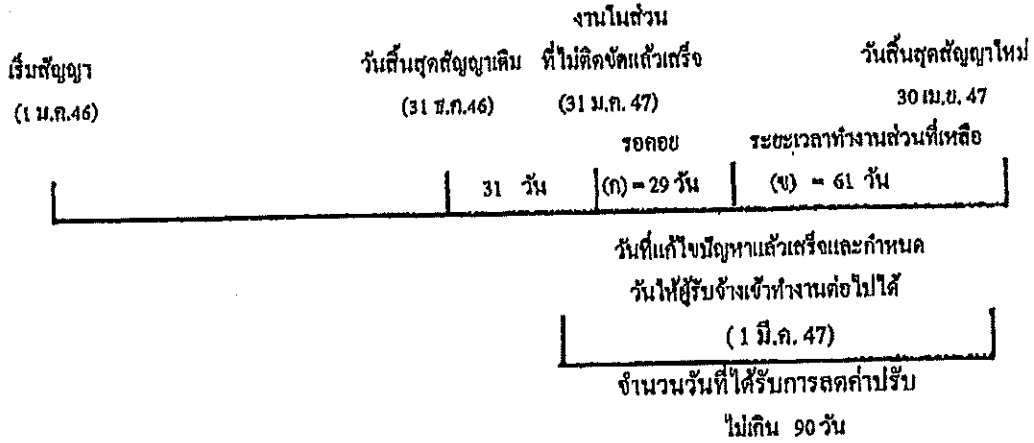 งานในส่วน
เริ่มสัญญา วันสิ้นสุดสัญญาเดิม ที่ไม่ติดขัดแล้วเสร็จ วันสิ้นสุดสัญญาใหม่
(1 ม.ค.46) (31 ธ.ค.46) (31 ม.ค. 47) 30 เม.ย. 47
รอคอย ระยะเวลาทำงานส่วนที่เหลือ
31 วัน (ก) = 29 วัน (ข) = 61 วัน
วันที่แก้ไขปัญหาแล้วเสร็จและกำหนด
วันให้ผู้รับจ้างเข้าทำงานต่อไปได้
( 1 มี.ค. 47)
จำนวนวันที่ได้รับการลดค่าปรับ
ไม่เกิน 90 วัน